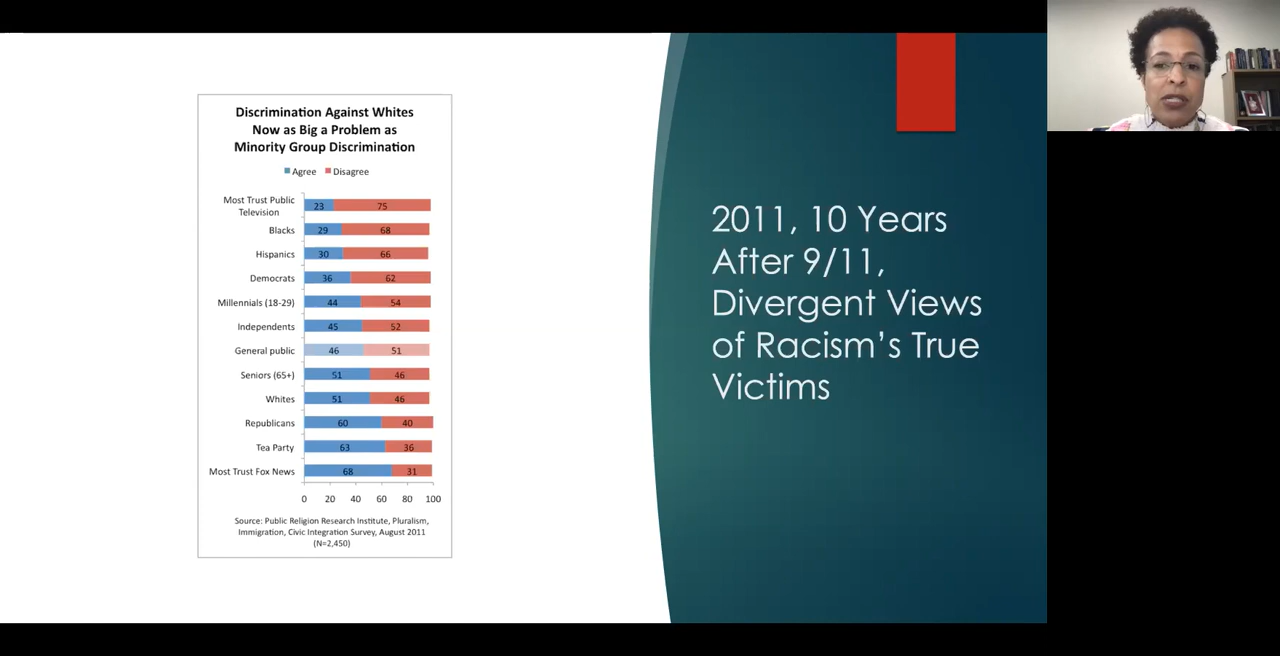 Discrimination Against Whites
Now as Big a Problem as
Minority Group Discrimination
Agree Disagree
Most Trust Public
Television
23 75
Blacks 29 68
Hispanics 30 66
Democrats 36 62
Millennials (18-29) 44 54
Independents 45 52
General public 46 51
Seniors (65+) 51 46
Whites 51 46
Republicans 60 40
Tea Party 63 36
Most Trust Fox News 68 31
0 20 40 60 80 100
Source: Public Religion Research Institute, Pluralism,
Immigration, Civic Integration Survey, August 2011
(N=2,450)
2011, 10 Years
After 9/11,
Divergent Views
of Racism’s True
Victims